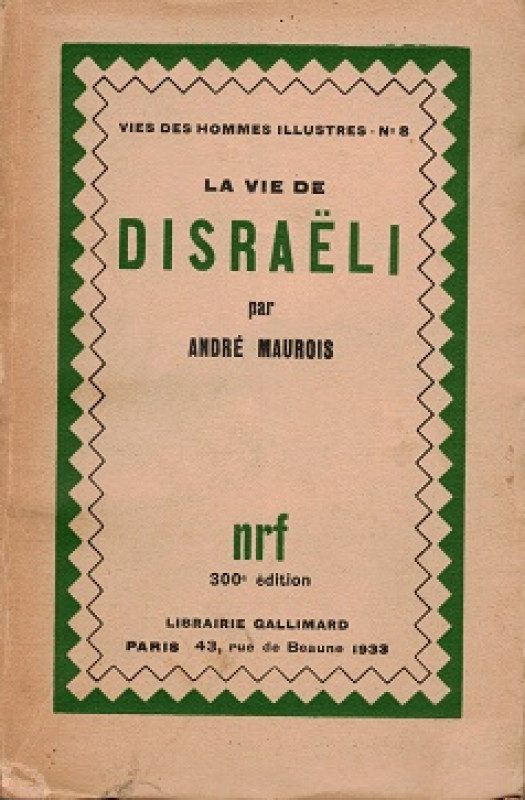 VIES DES HOMMES ILLUSTRES - Nº 8
LA VIE DE
DISRAËLI
par
ANDRÉ MAUROIS
nrf
300e édition
LIBRAIRIE GALLIMARD
PARIS 43, rue de Beaune 1933